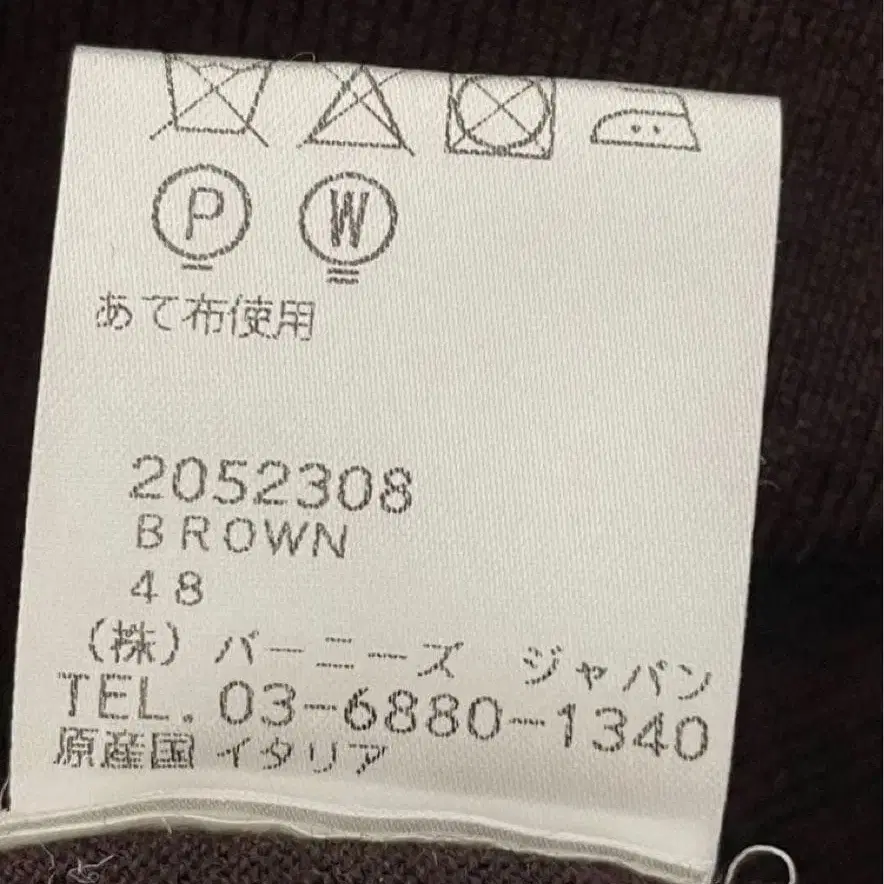 P W
あて布使用
2052308
BROWN
48
(株)バーニーズ ジャパン
TEL. 03-6880-1340
原産国 イタリア